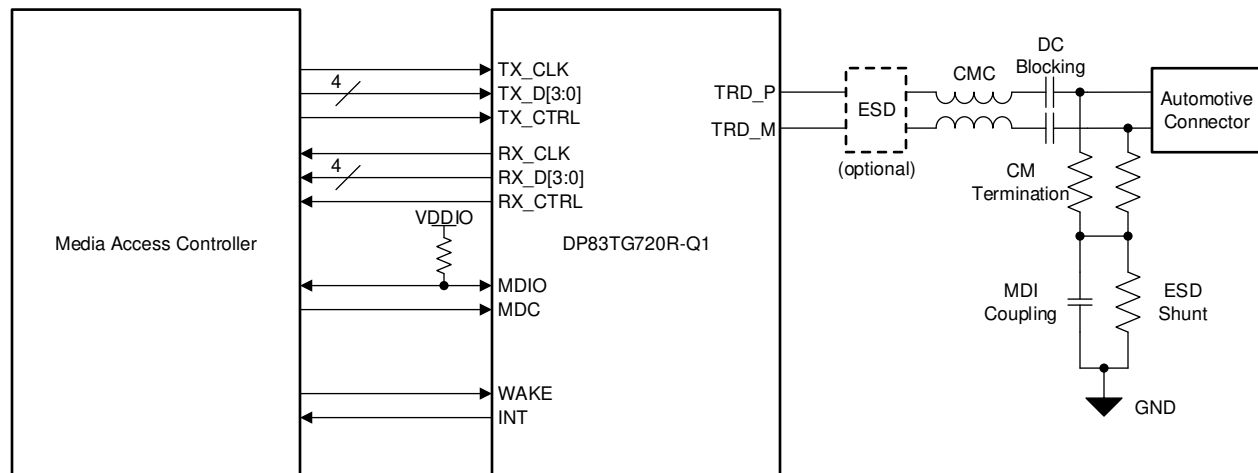 Media Access Controller
4
4
VDDIO
TX_CLK
TX_D[3:0]
TX_CTRL
RX_CLK
RX_D[3:0]
RX_CTRL
MDIO
MDC
WAKE
INT
DP83TG720R-Q1
TRD_P
TRD_M
ESD
(optional)
CMC
DC
Blocking
CM
Termination
MDI
Coupling
ESD
Shunt
GND
Automotive
Connector